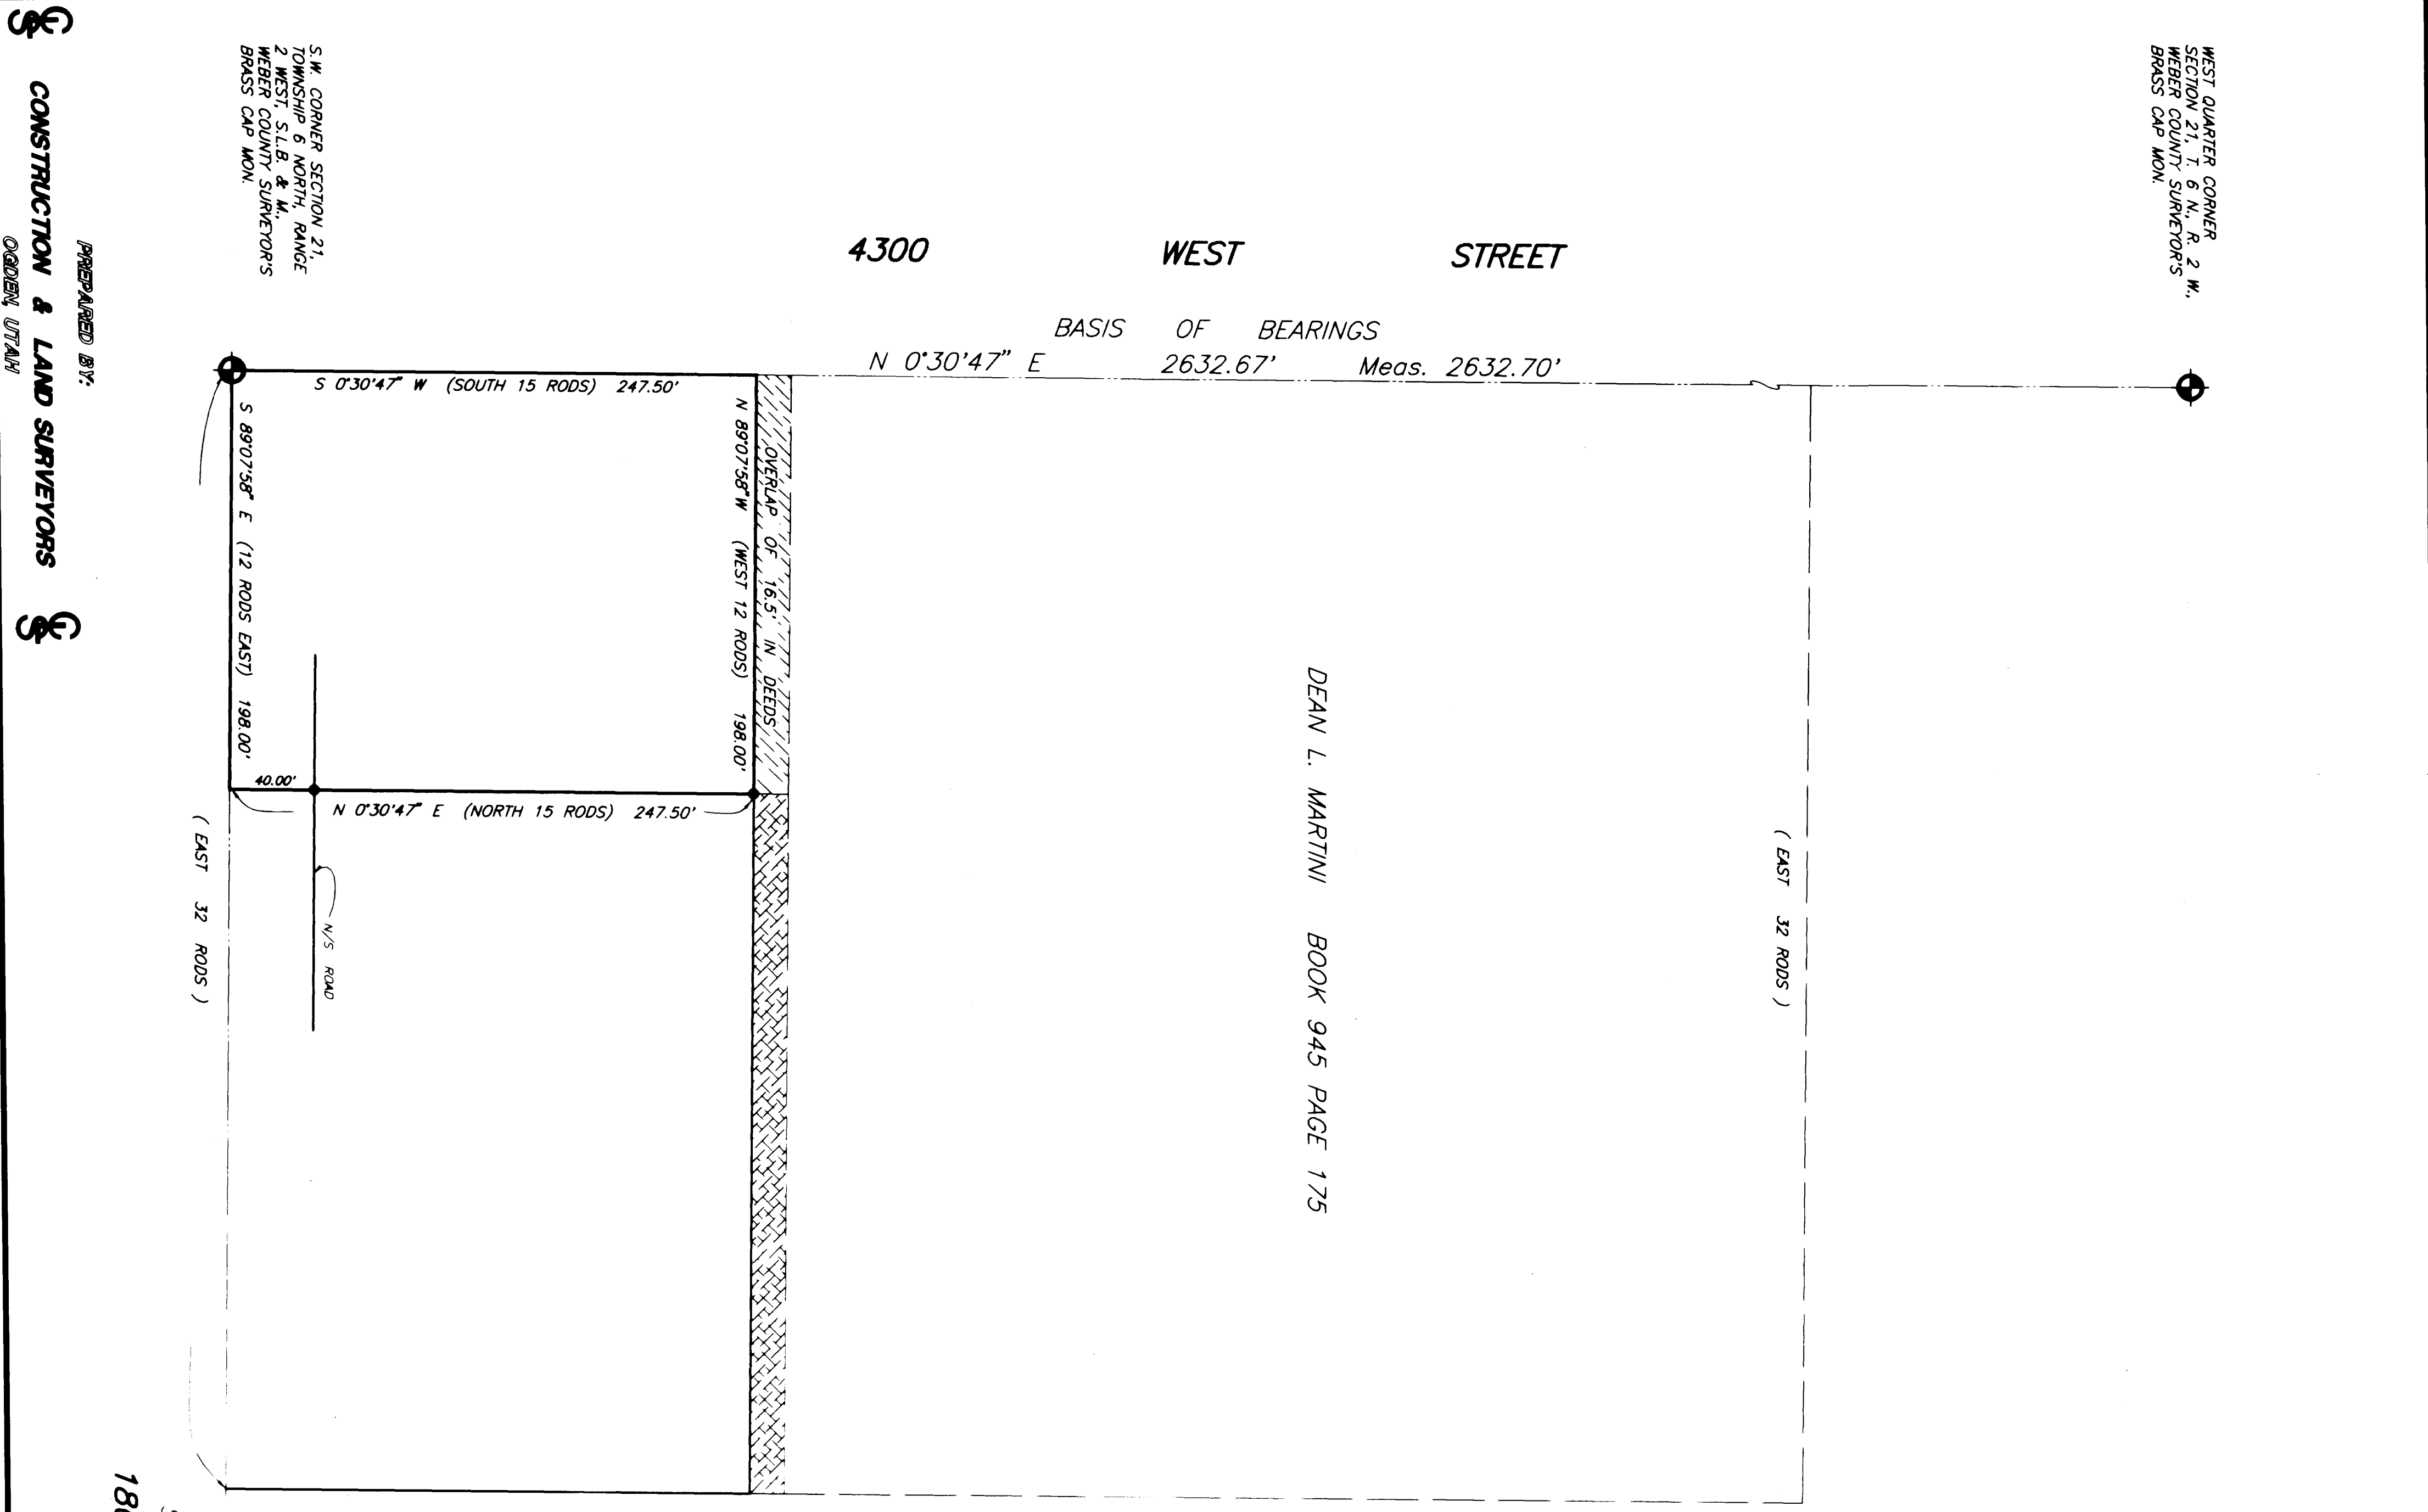 WEST QUARTER CORNER
SECTION 21, T. 6 N., R. 2 W.,
WEBER COUNTY SURVEYOR'S
BRASS CAP MON.
S.W. CORNER SECTION 21,
TOWNSHIP 6 NORTH, RANGE
2 WEST, S.L.B. & M.,
WEBER COUNTY SURVEYOR'S
BRASS CAP MON.
4300 WEST STREET
BASIS OF BEARINGS
N 0°30'47" E 2632.67' Meas. 2632.70'
S 0°30'47" W (SOUTH 15 RODS) 247.50'
S 89°07'58" E (12 RODS EAST) 198.00'
N 89°07'58" W (WEST 12 RODS) 198.00'
OVERLAP OF 16.5' IN DEEDS
40.00'
N 0°30'47" E (NORTH 15 RODS) 247.50'
N/S ROAD
( EAST 32 RODS )
DEAN L. MARTINI BOOK 945 PAGE 175
( EAST 32 RODS )
PREPARED BY:
CONSTRUCTION & LAND SURVEYORS
OGDEN, UTAH